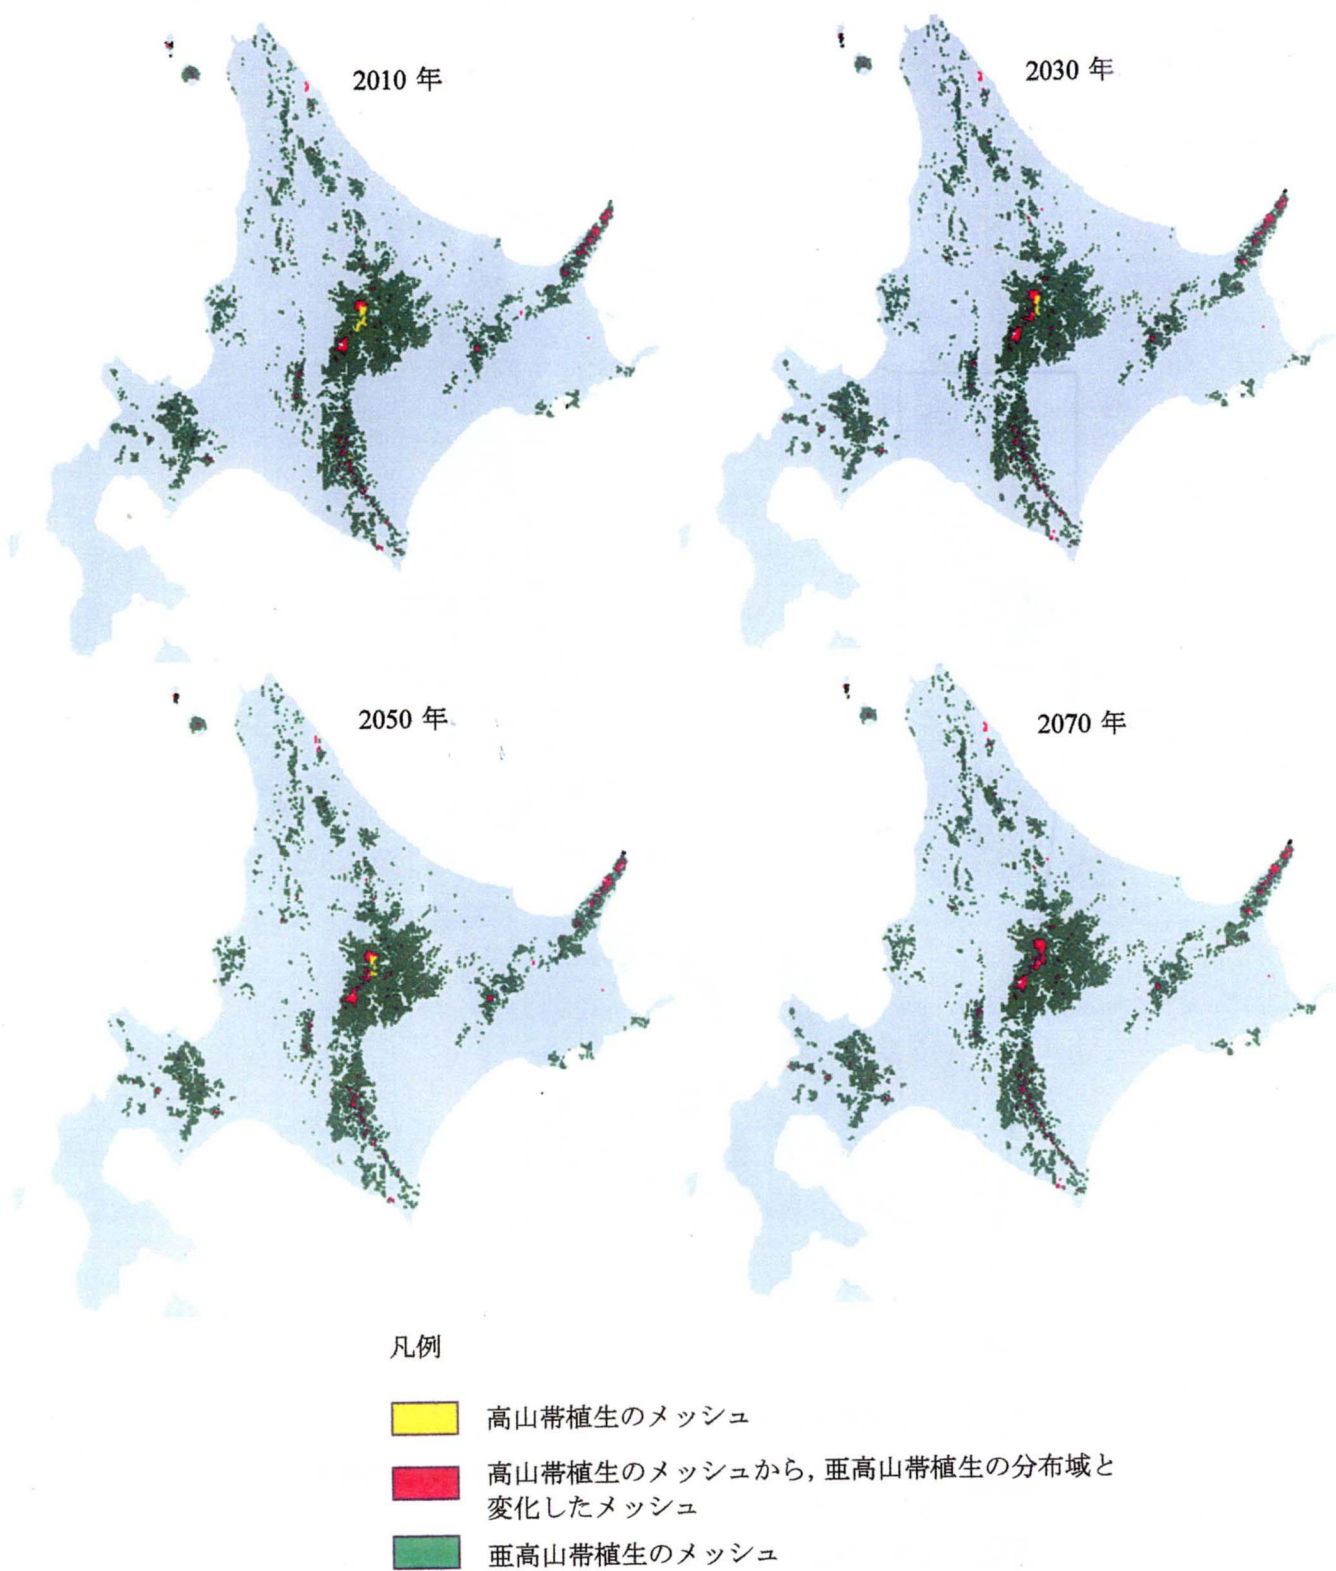 2010 年
2030 年
2050 年
2070 年
凡例
高山帯植生のメッシュ
高山帯植生のメッシュから, 亜高山帯植生の分布域と
変化したメッシュ
亜高山帯植生のメッシュ